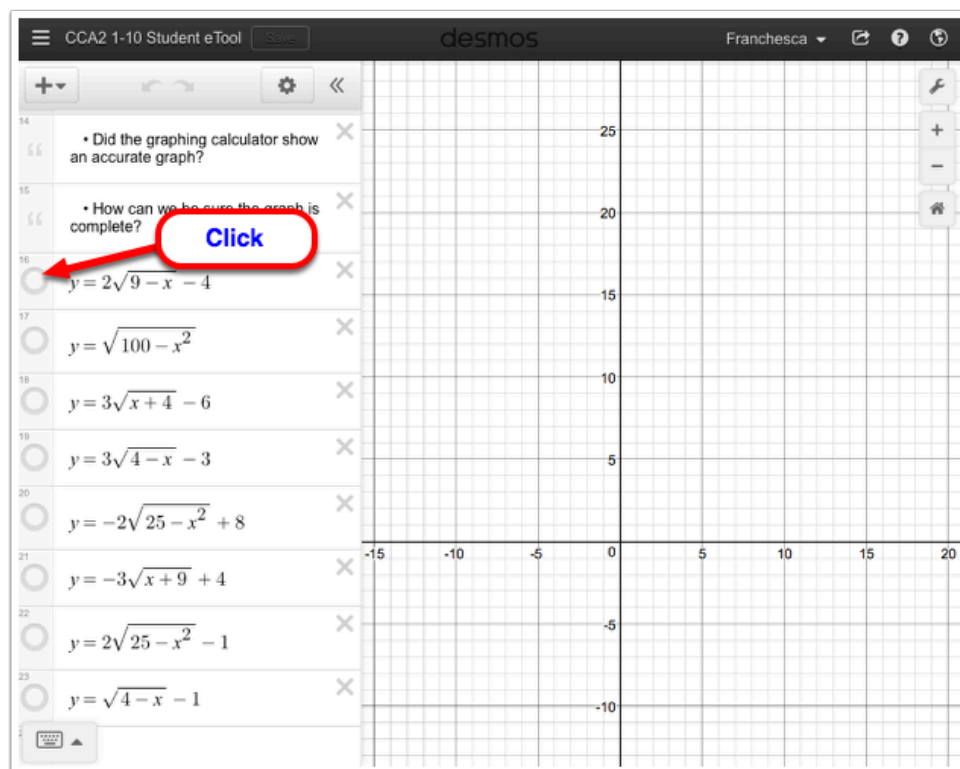 CCA2 1-10 Student eTool Save desmos Franchesca
14
• Did the graphing calculator show
an accurate graph?
15
• How can we be sure the graph is
complete?
Click
16
y = 2√(9 − x) − 4
17
y = √(100 − x²)
18
y = 3√(x + 4) − 6
19
y = 3√(4 − x) − 3
20
y = −2√(25 − x²) + 8
21
y = −3√(x + 9) + 4
22
y = 2√(25 − x²) − 1
23
y = √(4 − x) − 1
25
20
15
10
5
-15 -10 -5 0 5 10 15 20
-5
-10